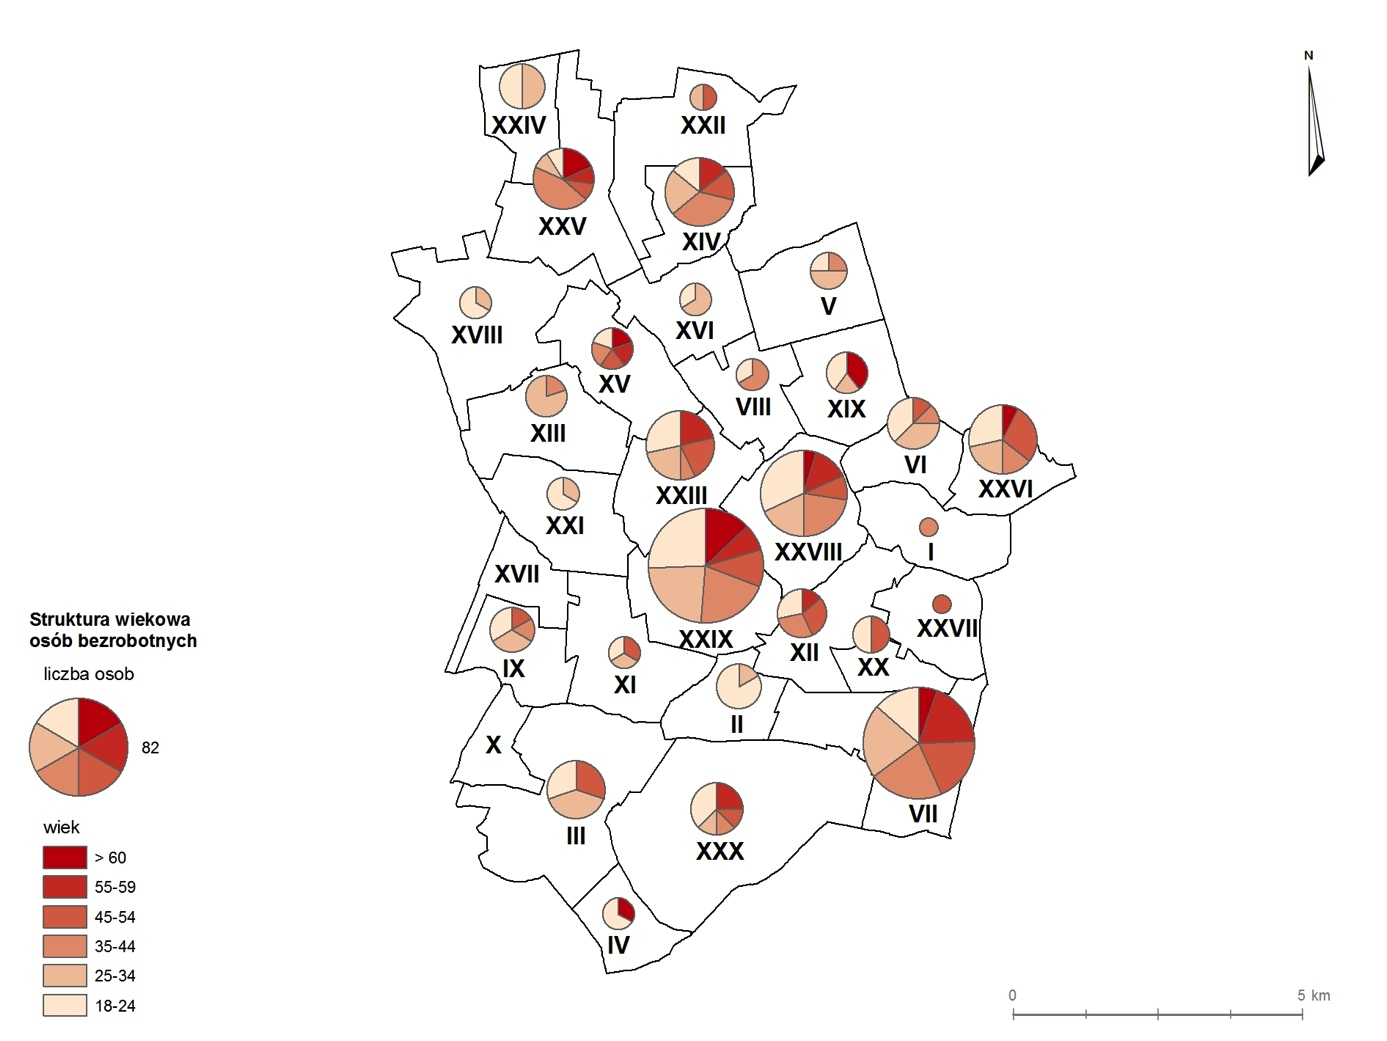 N
XXIV
XXII
XXV
XIV
V
XVIII
XVI
XV
VIII
XIX
XIII
VI
XXVI
XXIII
XXI
XXVIII
I
XVII
XXVII
XXIX
XII
XX
IX
XI
II
X
VII
III
XXX
IV
Struktura wiekowa
osób bezrobotnych
liczba osob
82
wiek
> 60
55-59
45-54
35-44
25-34
18-24
0 5 km